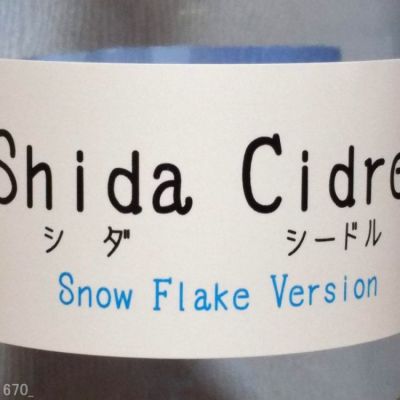 Shida Cidre
シダ シードル
Snow Flake Version
670_